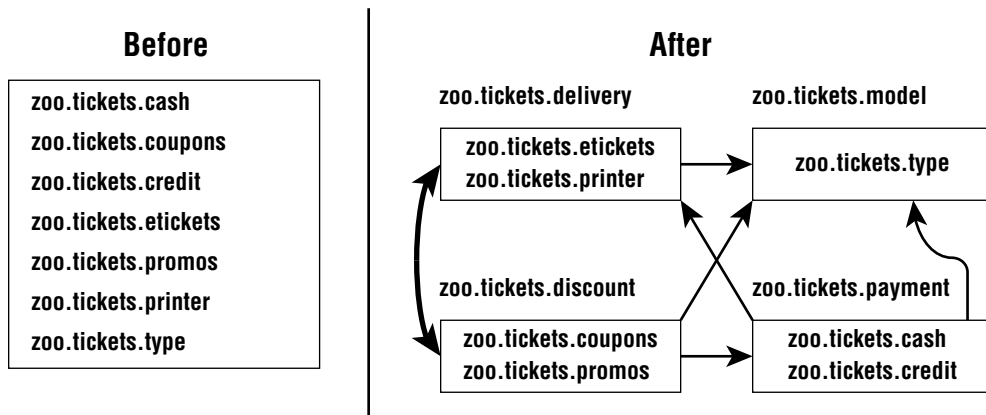 Before
zoo.tickets.cash
zoo.tickets.coupons
zoo.tickets.credit
zoo.tickets.etickets
zoo.tickets.promos
zoo.tickets.printer
zoo.tickets.type
After
zoo.tickets.delivery
zoo.tickets.etickets
zoo.tickets.printer
zoo.tickets.model
zoo.tickets.type
zoo.tickets.discount
zoo.tickets.coupons
zoo.tickets.promos
zoo.tickets.payment
zoo.tickets.cash
zoo.tickets.credit